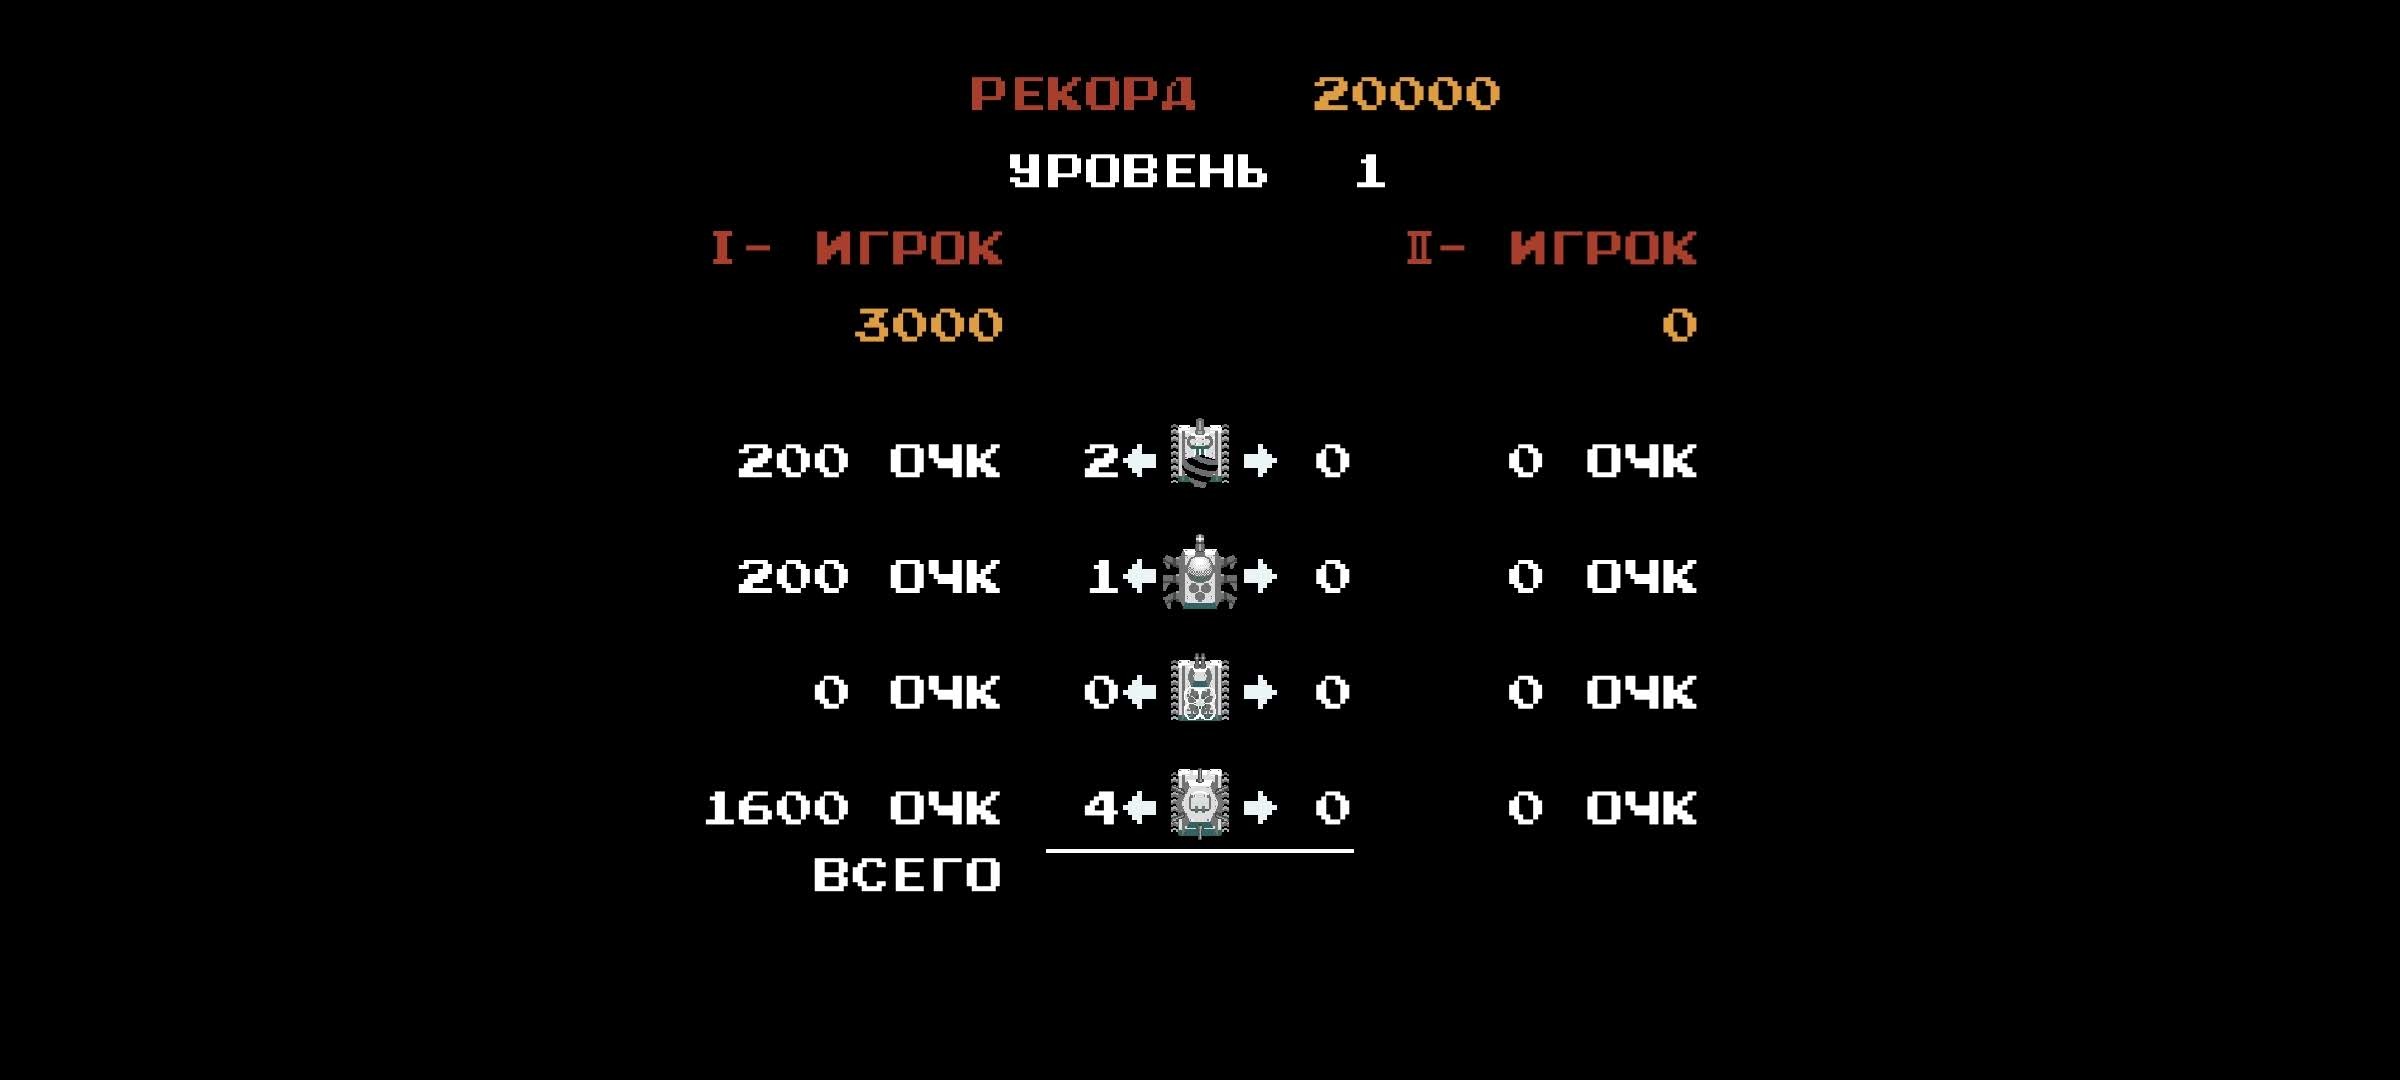 РЕКОРД 20000
УРОВЕНЬ 1
I- ИГРОК II- ИГРОК
3000 0
200 ОЧК 2 0 0 ОЧК
200 ОЧК 1 0 0 ОЧК
0 ОЧК 0 0 0 ОЧК
1600 ОЧК 4 0 0 ОЧК
ВСЕГО